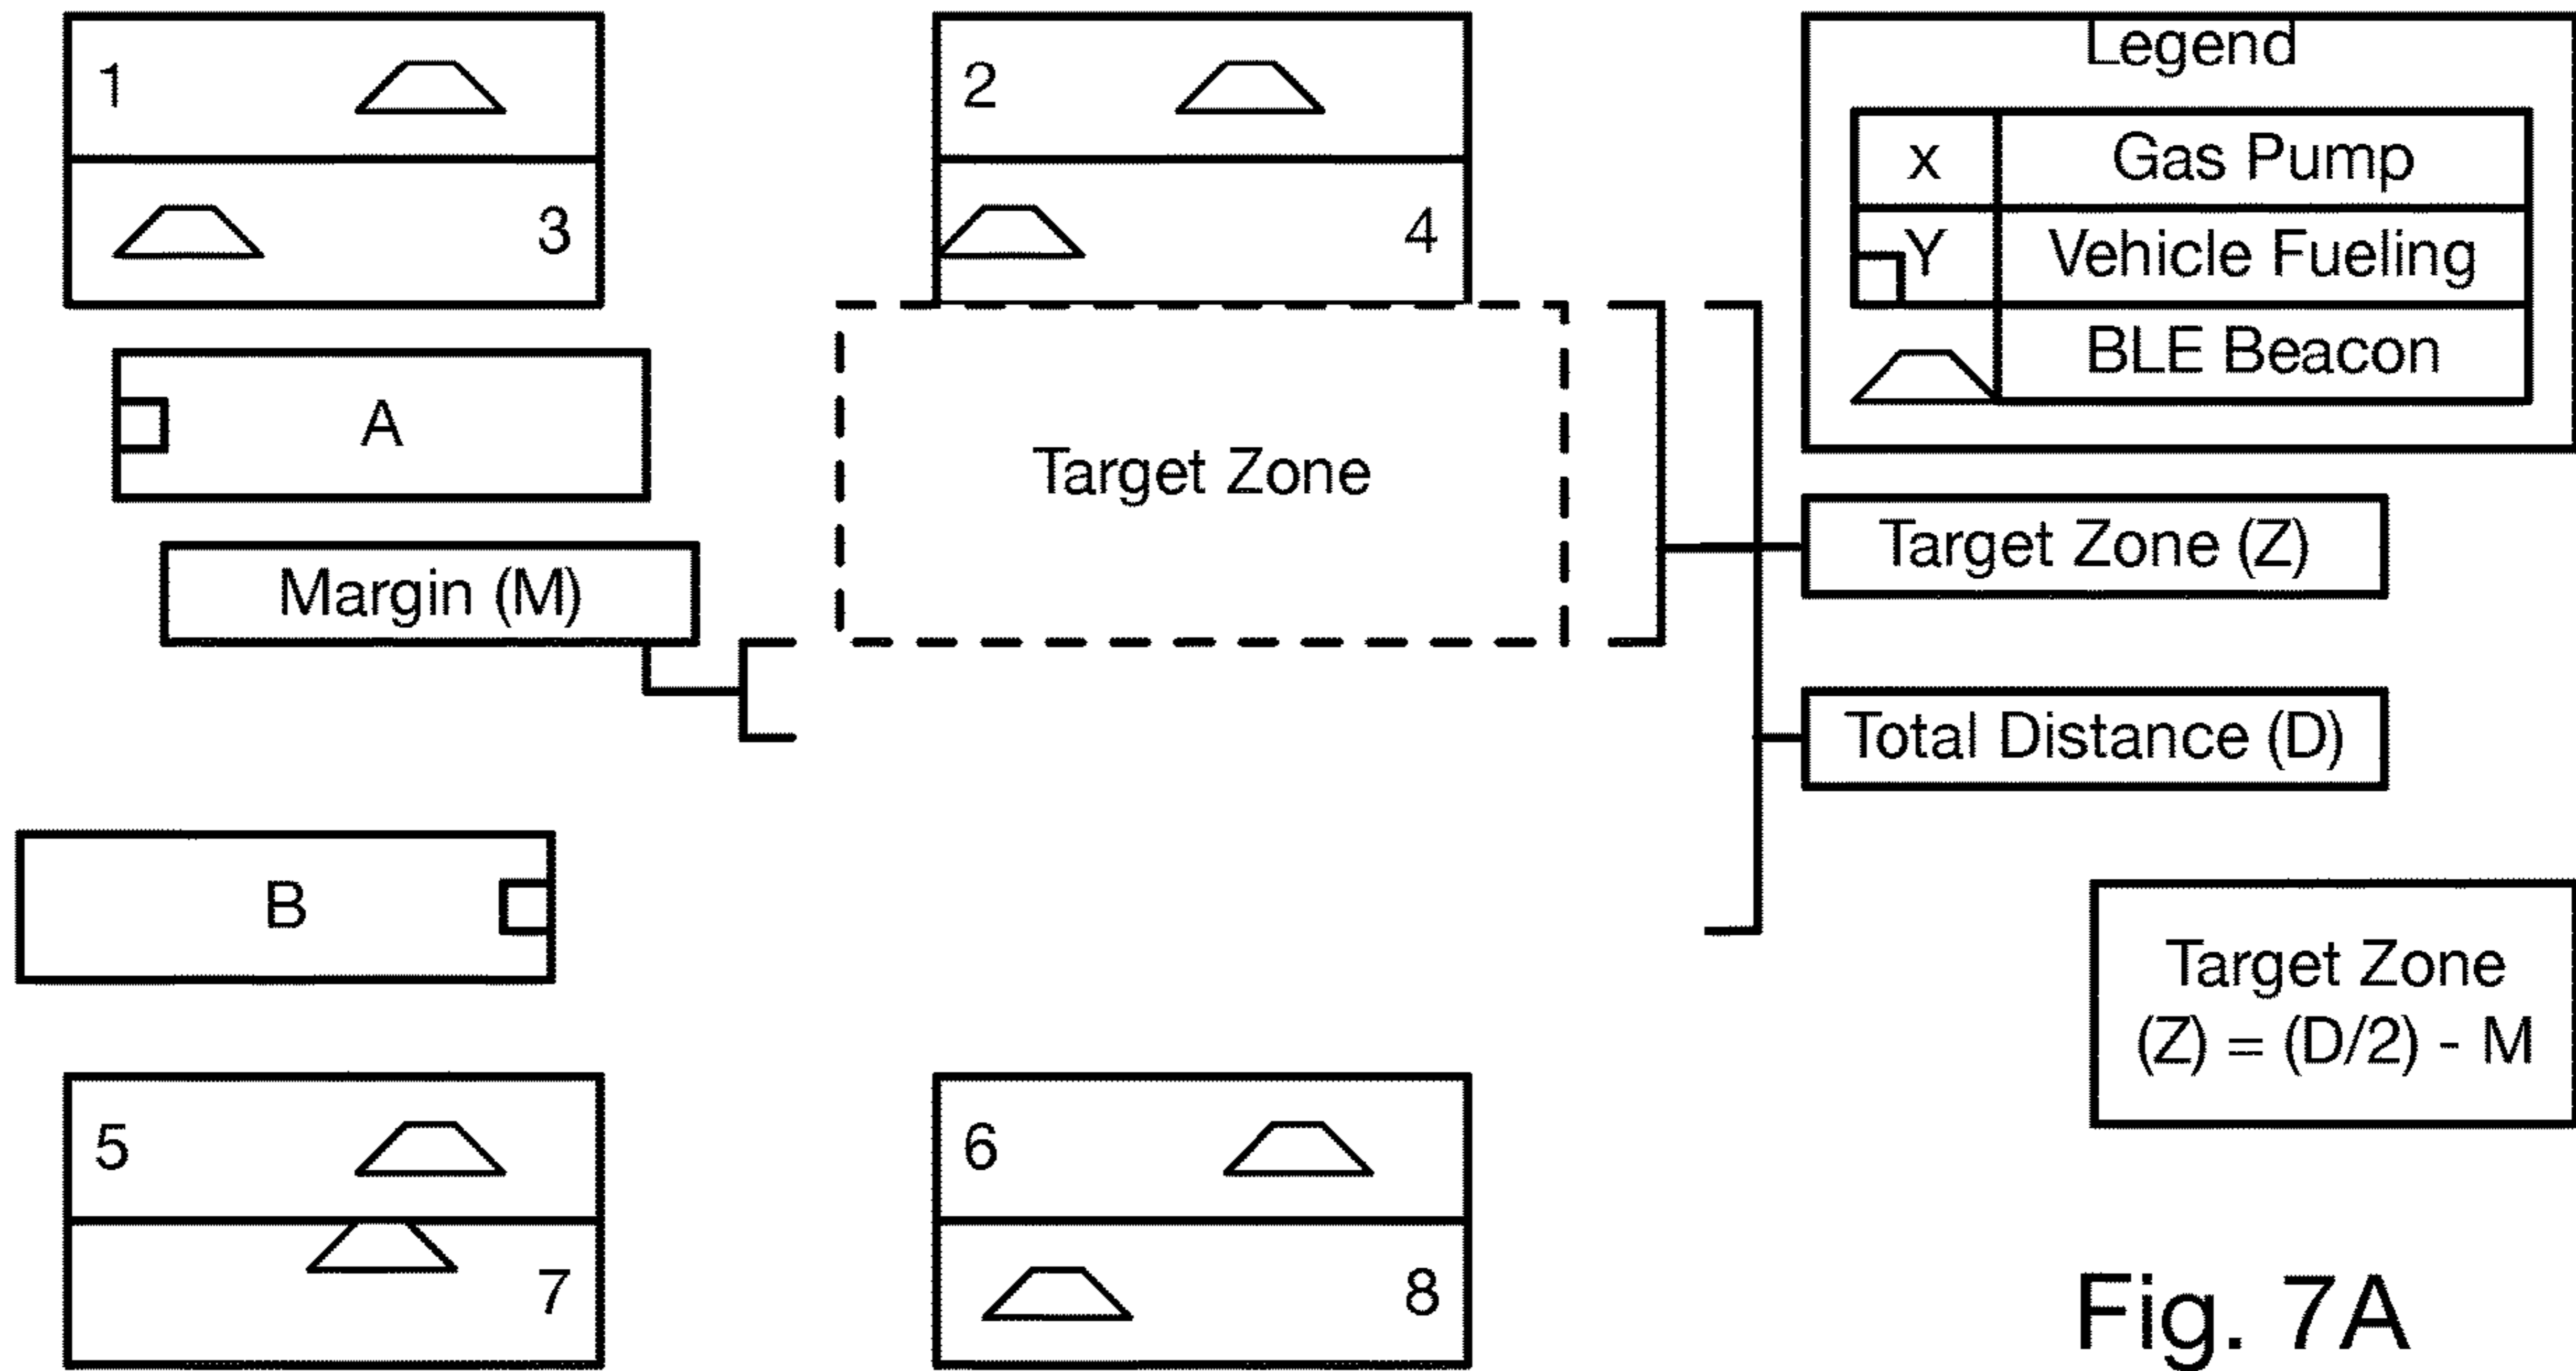 1
2
3
4
Legend
x
Gas Pump
Y
Vehicle Fueling
BLE Beacon
A
Target Zone
Margin (M)
Target Zone (Z)
Total Distance (D)
B
Target Zone
(Z) = (D/2) - M
5
6
7
8
Fig. 7A